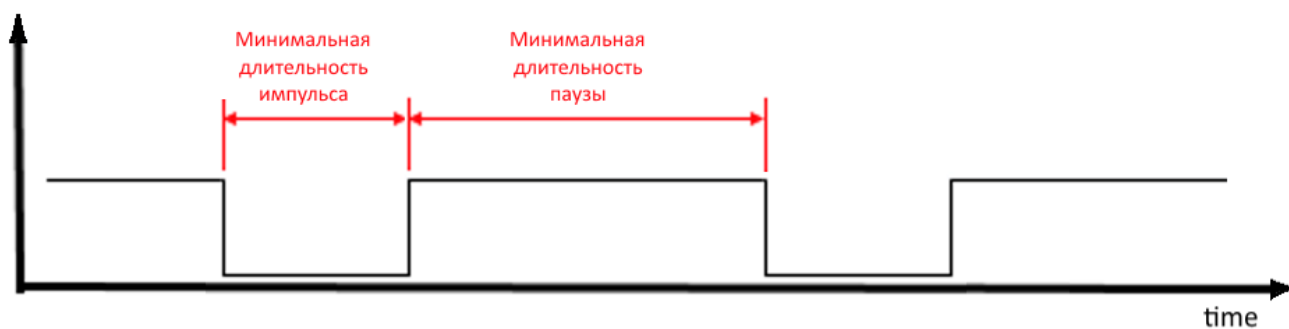 Минимальная
длительность
импульса
Минимальная
длительность
паузы
time